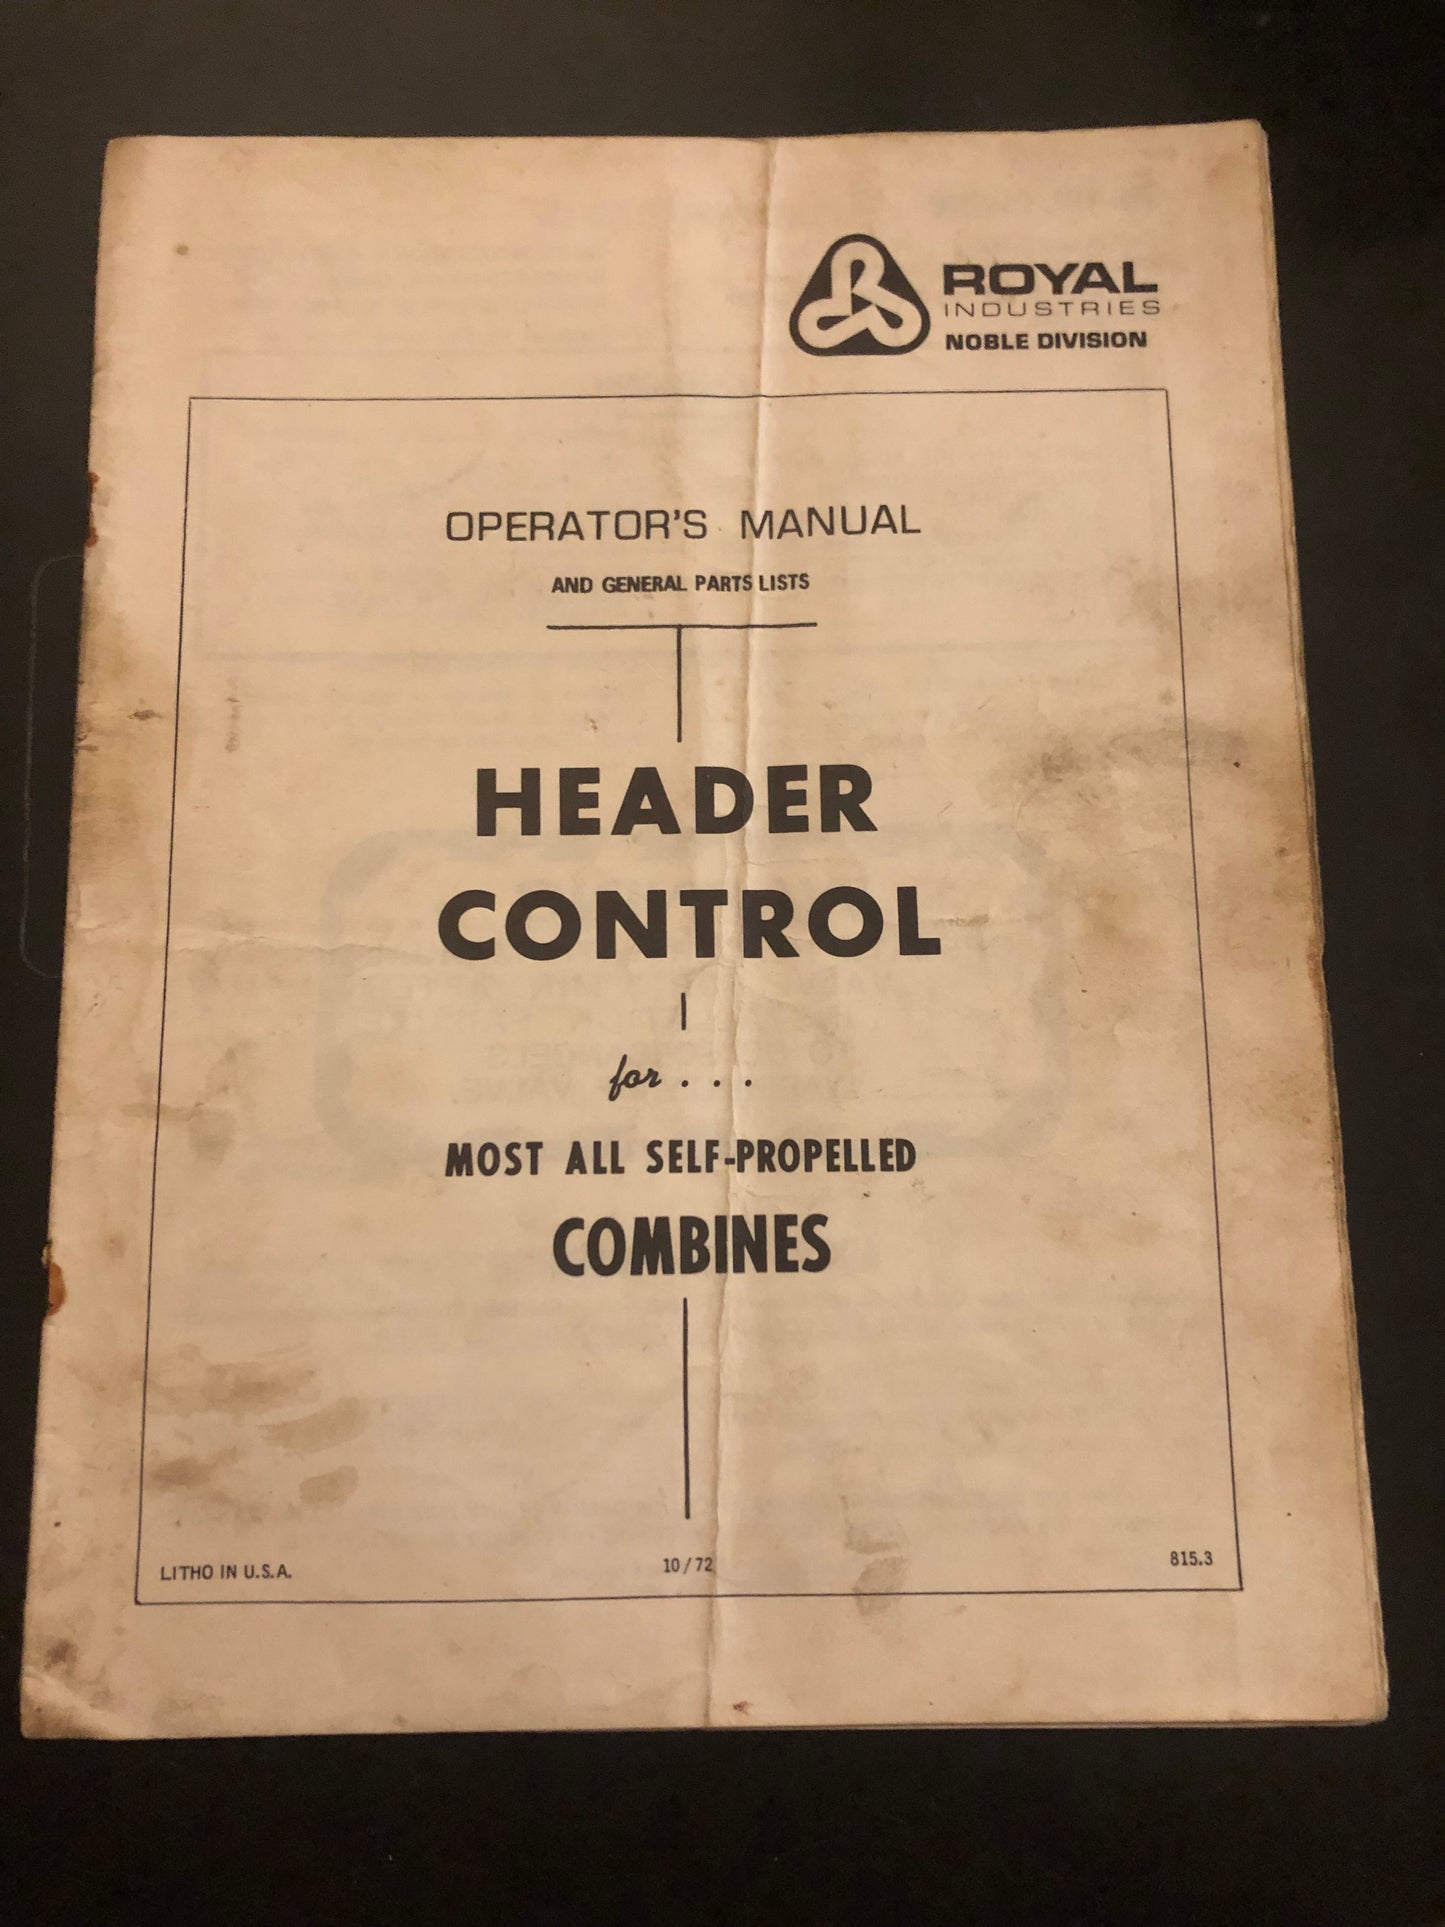 ROYAL
INDUSTRIES
NOBLE DIVISION
OPERATOR'S MANUAL
AND GENERAL PARTS LISTS
HEADER
CONTROL
for...
MOST ALL SELF-PROPELLED
COMBINES
LITHO IN U.S.A.
10/72
815.3